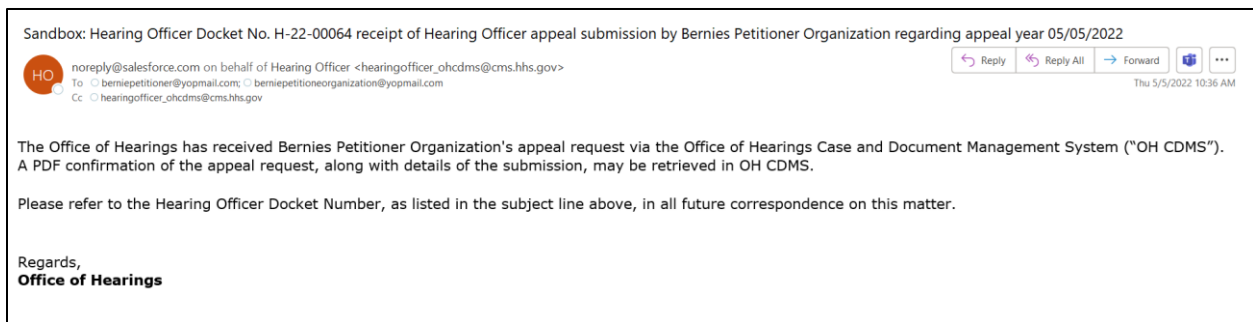 Sandbox: Hearing Officer Docket No. H-22-00064 receipt of Hearing Officer appeal submission by Bernies Petitioner Organization regarding appeal year 05/05/2022
HO
noreply@salesforce.com on behalf of Hearing Officer <hearingofficer_ohcdms@cms.hhs.gov>
To berniepetitioner@yopmail.com; berniepetitioneorganization@yopmail.com
Cc hearingofficer_ohcdms@cms.hhs.gov
Reply Reply All Forward
Thu 5/5/2022 10:36 AM
The Office of Hearings has received Bernies Petitioner Organization's appeal request via the Office of Hearings Case and Document Management System (“OH CDMS”).
A PDF confirmation of the appeal request, along with details of the submission, may be retrieved in OH CDMS.
Please refer to the Hearing Officer Docket Number, as listed in the subject line above, in all future correspondence on this matter.
Regards,
Office of Hearings